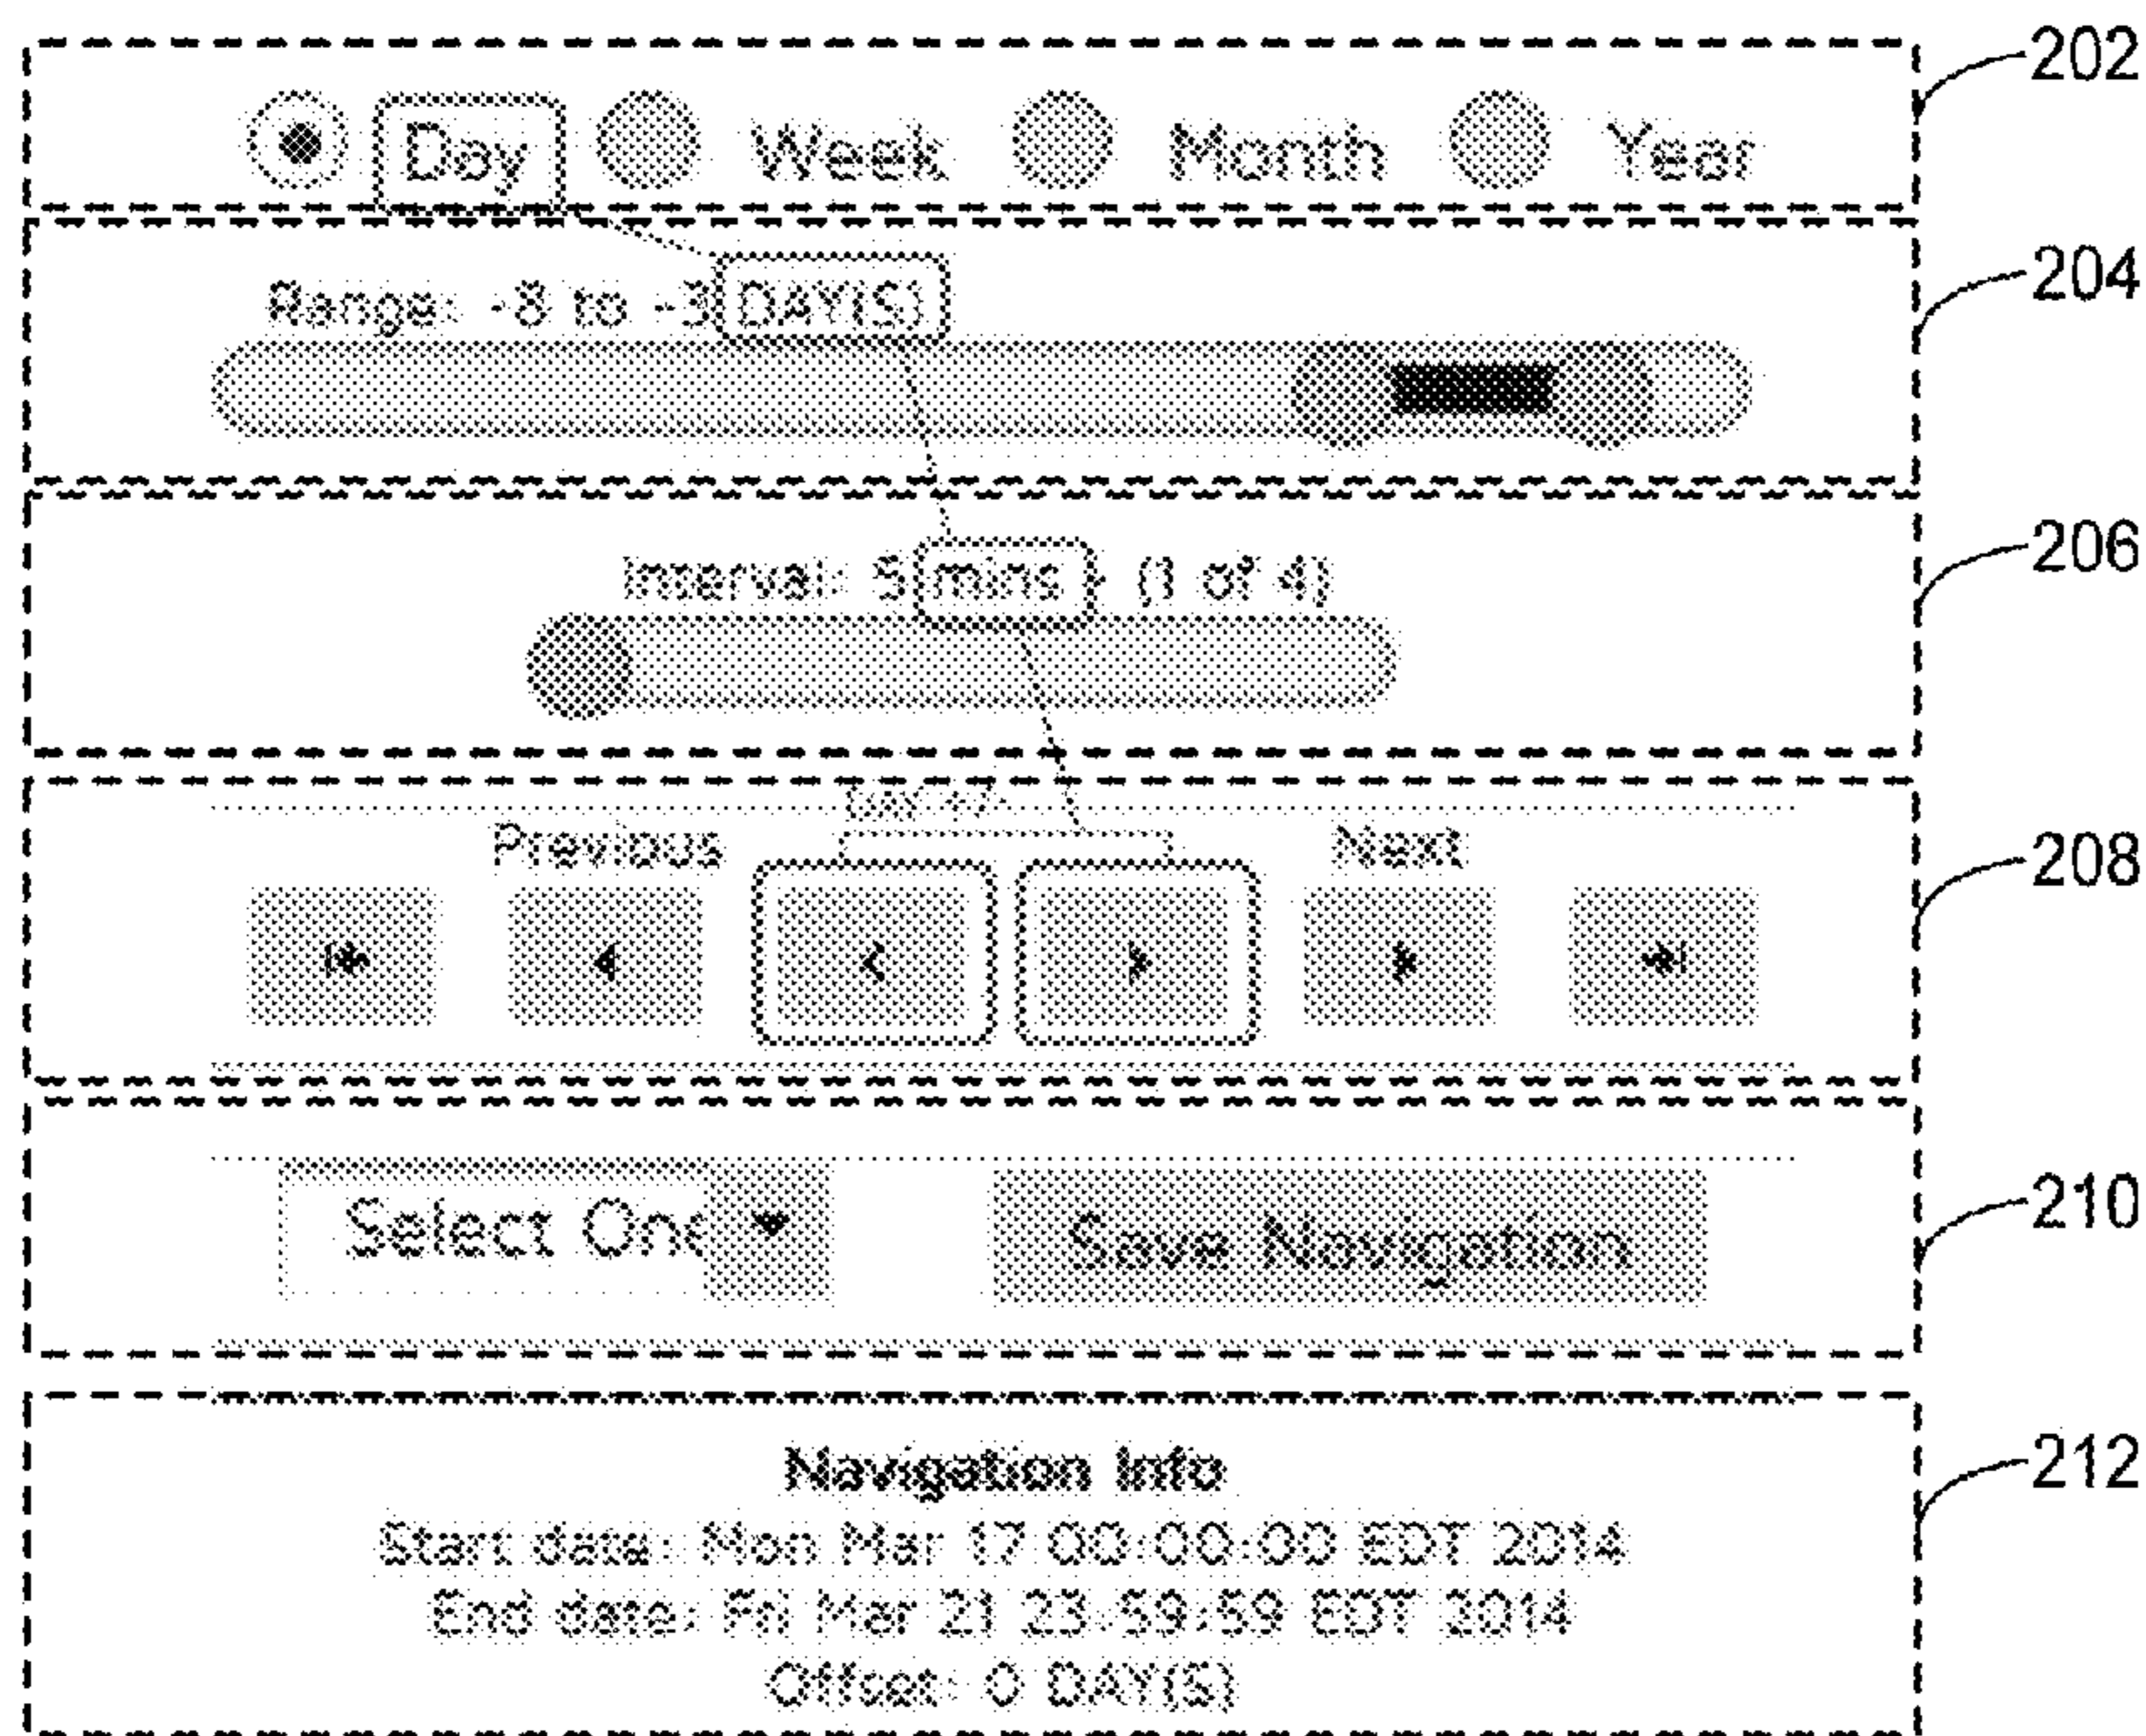 202
Day Week Month Year
204
Range: -8 to -3 DAY(S)
206
Interval: 5 mins (1 of 4)
208
+/-
Previous Next
< >
210
Select One Save Navigation
212
Navigation Info
Start date: Mon Mar 17 00:00:00 EDT 2014
End date: Fri Mar 21 23:59:59 EDT 2014
Offset: 0 DAY(S)